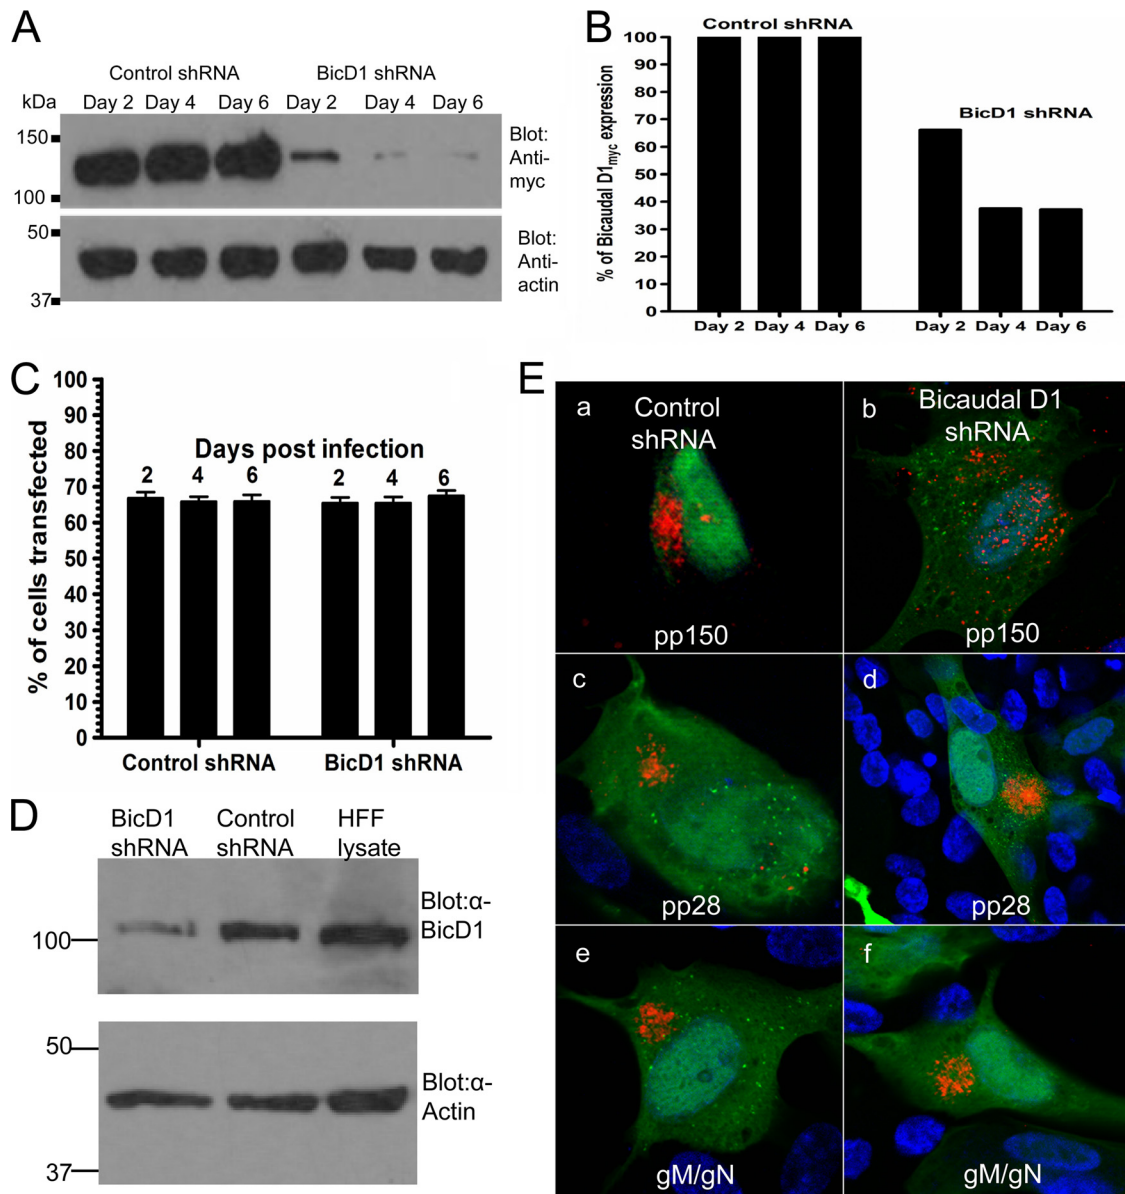 A
Control shRNA BicD1 shRNA
kDa Day 2 Day 4 Day 6 Day 2 Day 4 Day 6
150
100
Blot:
Anti-
myc
50
37
Blot:
Anti-
actin
B
Control shRNA
BicD1 shRNA
% of Bicaudal D1myc expression
100
90
80
70
60
50
40
30
20
10
0
Day 2 Day 4 Day 6 Day 2 Day 4 Day 6
C
% of cells transfected
100
90
80
70
60
50
40
30
20
10
0
Days post infection
2 4 6 2 4 6
Control shRNA BicD1 shRNA
D
BicD1
shRNA
Control
shRNA
HFF
lysate
100
Blot:α-
BicD1
50
37
Blot:α-
Actin
E
a
Control
shRNA
pp150
b
Bicaudal D1
shRNA
pp150
c
pp28
d
pp28
e
gM/gN
f
gM/gN